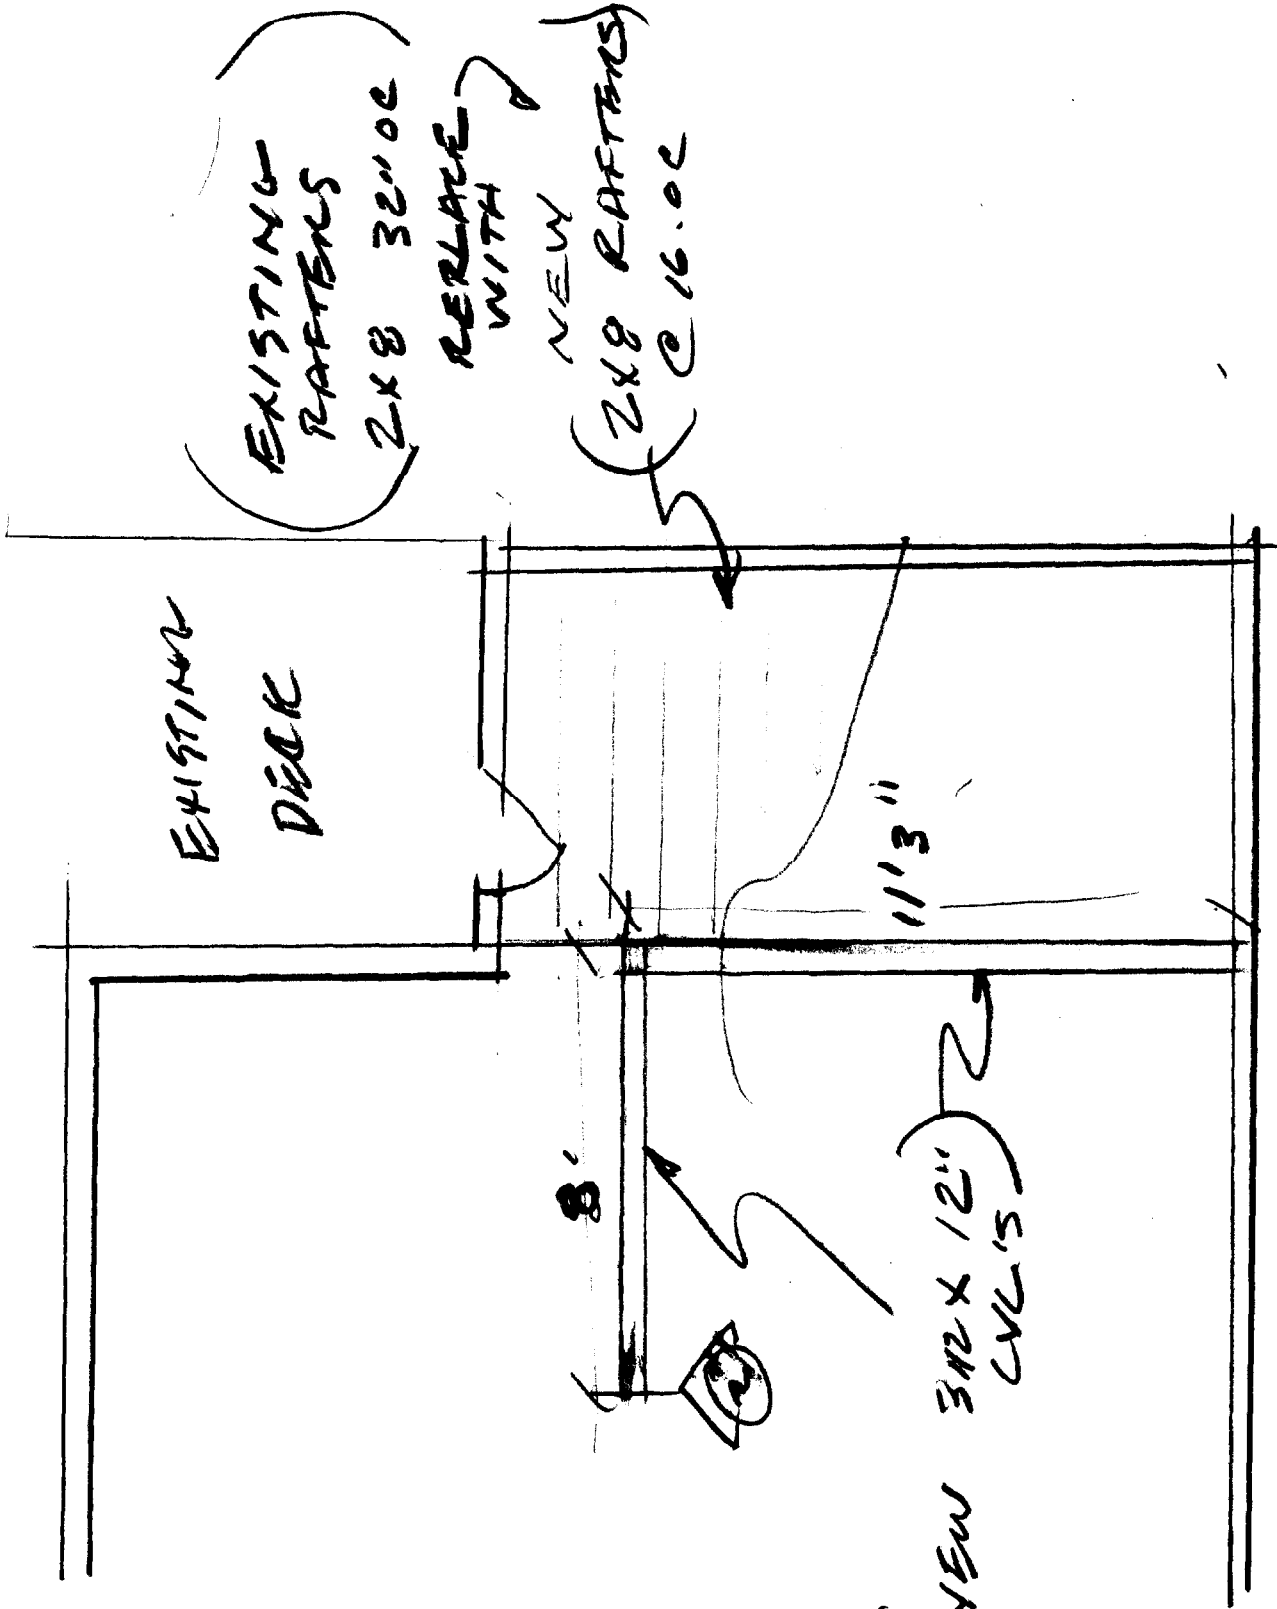 EXISTING
RAFTERS
2X8 32" OC
REPLACE
WITH
NEW
2X8 RAFTERS
@ 16.OC
EXISTING
DECK
11'3"
8'
2
NEW 3 1/2 X 12"
LVL'S